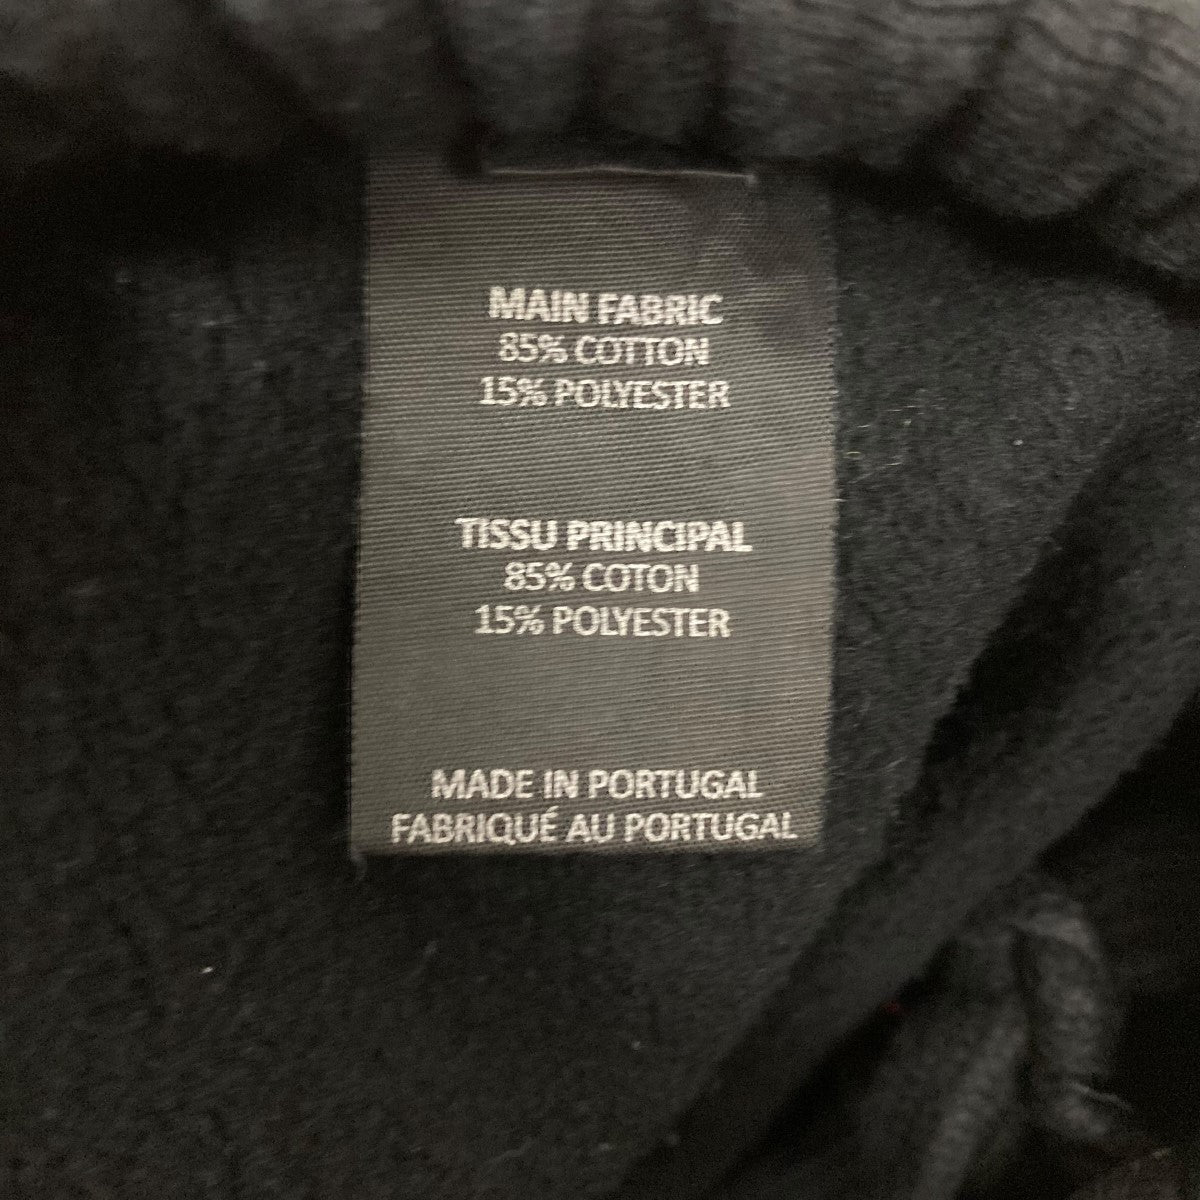 MAIN FABRIC
85% COTTON
15% POLYESTER
TISSU PRINCIPAL
85% COTON
15% POLYESTER
MADE IN PORTUGAL
FABRIQUÉ AU PORTUGAL